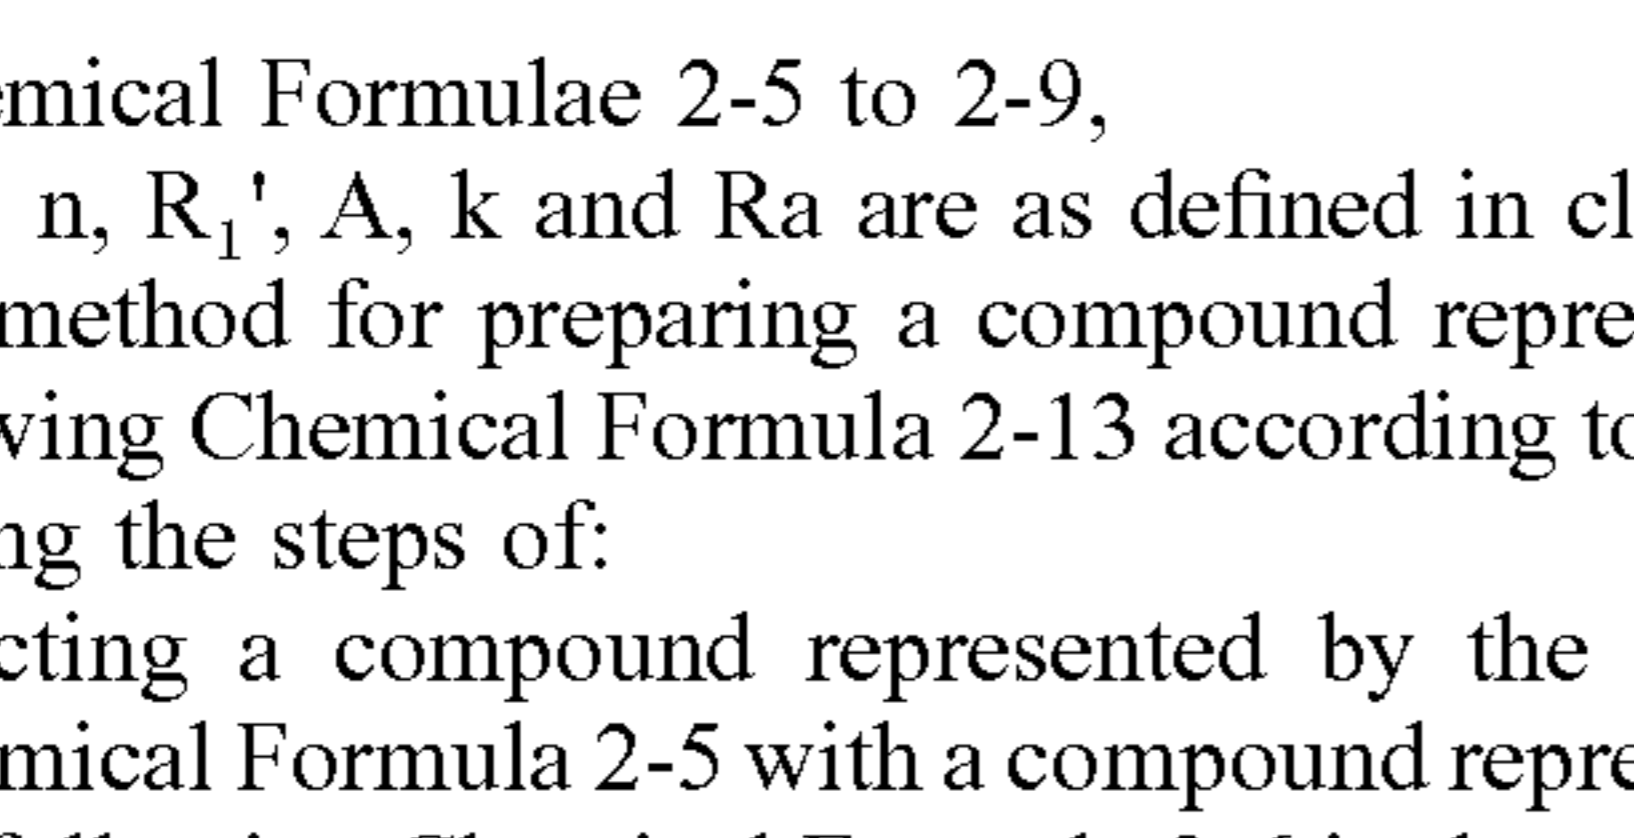 emical Formulae 2-5 to 2-9,
n, R₁', A, k and Ra are as defined in cl
method for preparing a compound repre
ving Chemical Formula 2-13 according to
ng the steps of:
cting a compound represented by the
mical Formula 2-5 with a compound repre